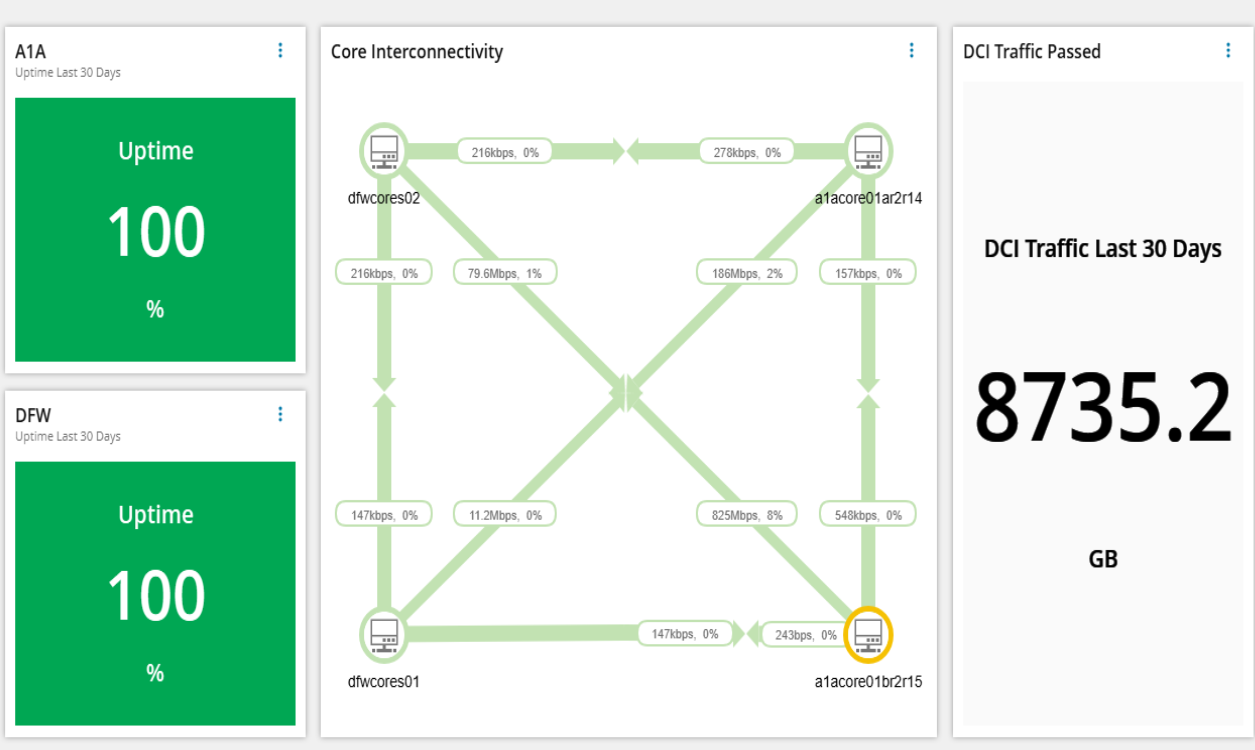 A1A
Uptime Last 30 Days
Uptime
100
%
DFW
Uptime Last 30 Days
Uptime
100
%
Core Interconnectivity
216kbps, 0%
278kbps, 0%
dfwcores02
a1acore01ar2r14
216kbps, 0%
79.6Mbps, 1%
186Mbps, 2%
157kbps, 0%
147kbps, 0%
11.2Mbps, 0%
825Mbps, 8%
548kbps, 0%
147kbps, 0%
243bps, 0%
dfwcores01
a1acore01br2r15
DCI Traffic Passed
DCI Traffic Last 30 Days
8735.2
GB